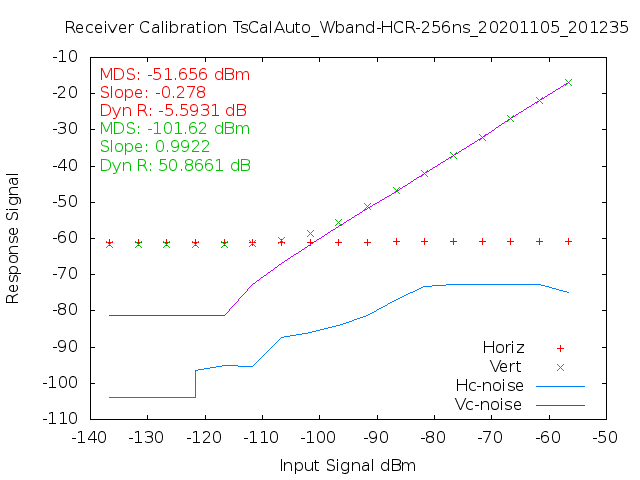 Receiver Calibration TsCalAuto_Wband-HCR-256ns_20201105_201235
-10
MDS: -51.656 dBm
-20
Slope: -0.278
Dyn R: -5.5931 dB
-30
MDS: -101.62 dBm
Slope: 0.9922
-40
Dyn R: 50.8661 dB
-50
-60
-70
-80
-90
-100
-110
Response Signal
Horiz
Vert
Hc-noise
Vc-noise
-140 -130 -120 -110 -100 -90 -80 -70 -60 -50
Input Signal dBm